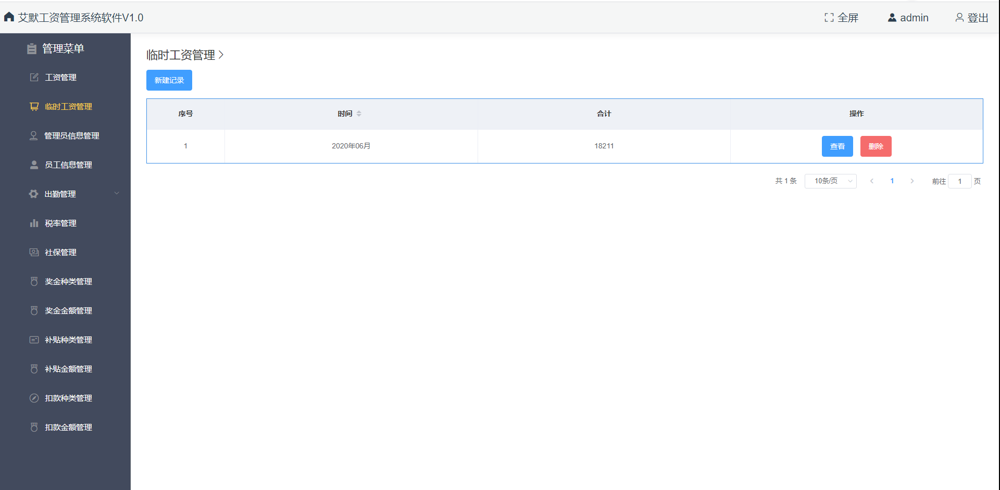 艾默工资管理系统软件V1.0
全屏
admin
登出
管理菜单
工资管理
临时工资管理
管理员信息管理
员工信息管理
出勤管理
税率管理
社保管理
奖金种类管理
奖金金额管理
补贴种类管理
补贴金额管理
扣款种类管理
扣款金额管理
临时工资管理
新建记录
序号 时间 合计 操作
1 2020年06月 18211 查看 删除
共 1 条 10条/页 1 前往 1 页